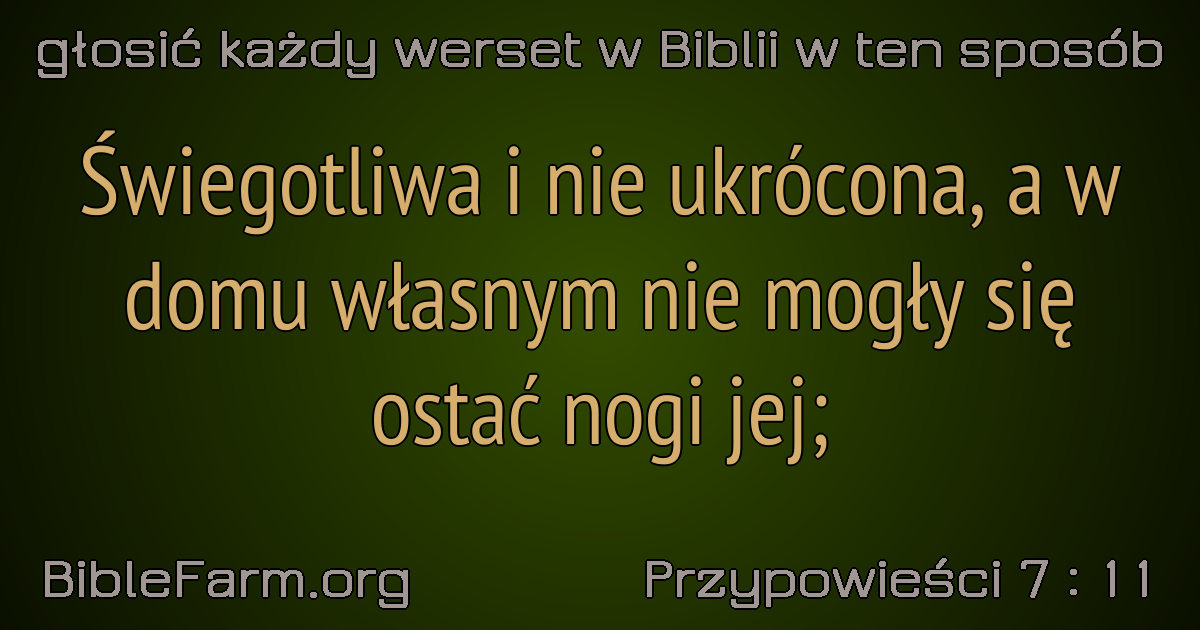 głosić każdy werset w Biblii w ten sposób
Świegotliwa i nie ukrócona, a w
domu własnym nie mogły się
ostać nogi jej;
BibleFarm.org
Przypowieści 7 : 11